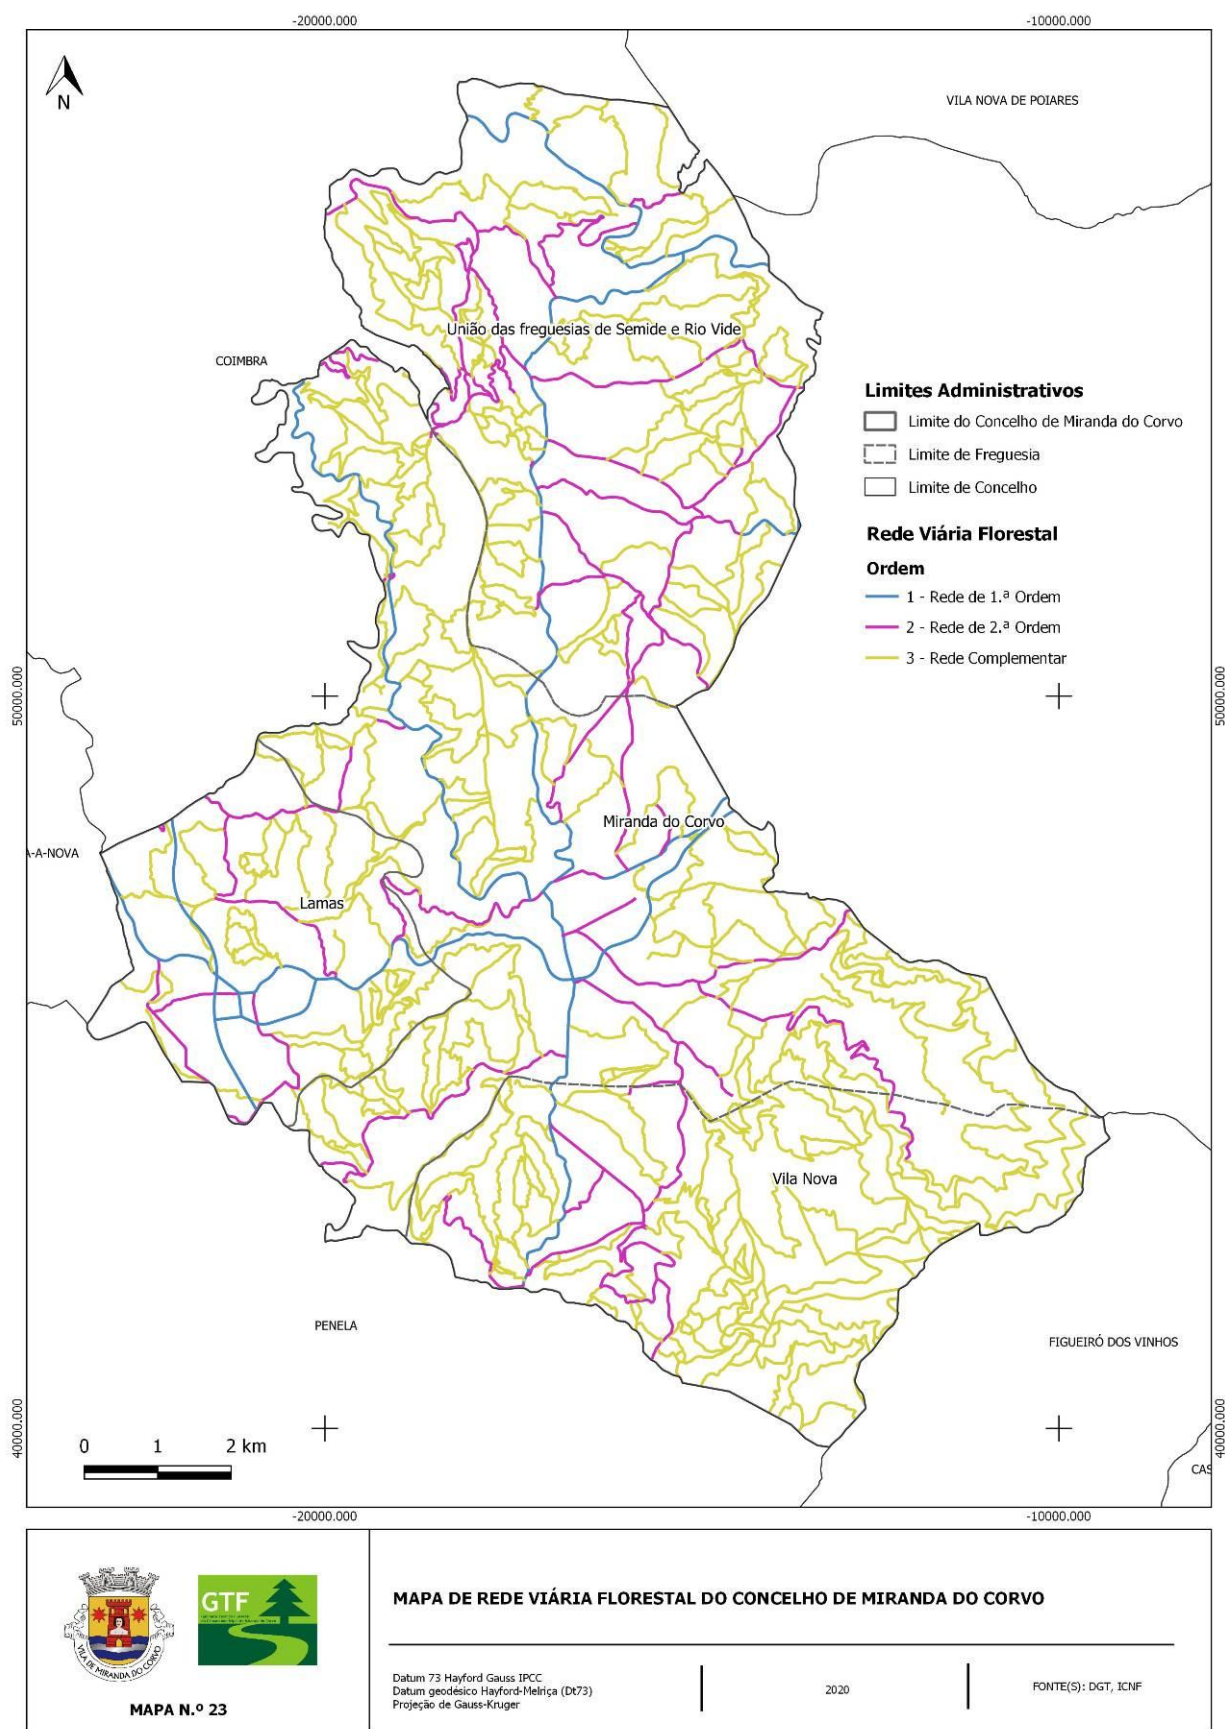 -20000.000
-10000.000
N
VILA NOVA DE POIARES
União das freguesias de Semide e Rio Vide
COIMBRA
Limites Administrativos
Limite do Concelho de Miranda do Corvo
Limite de Freguesia
Limite de Concelho
Rede Viária Florestal
Ordem
1 - Rede de 1.ª Ordem
2 - Rede de 2.ª Ordem
3 - Rede Complementar
50000.000
50000.000
Miranda do Corvo
A-A-NOVA
Lamas
Vila Nova
PENELA
FIGUEIRÓ DOS VINHOS
40000.000
40000.000
0 1 2 km
CAS
-20000.000
-10000.000
GTF
VILA DE MIRANDA DO CORVO
MAPA N.º 23
MAPA DE REDE VIÁRIA FLORESTAL DO CONCELHO DE MIRANDA DO CORVO
Datum 73 Hayford Gauss IPCC
Datum geodésico Hayford-Melriça (Dt73)
Projeção de Gauss-Kruger
2020
FONTE(S): DGT, ICNF